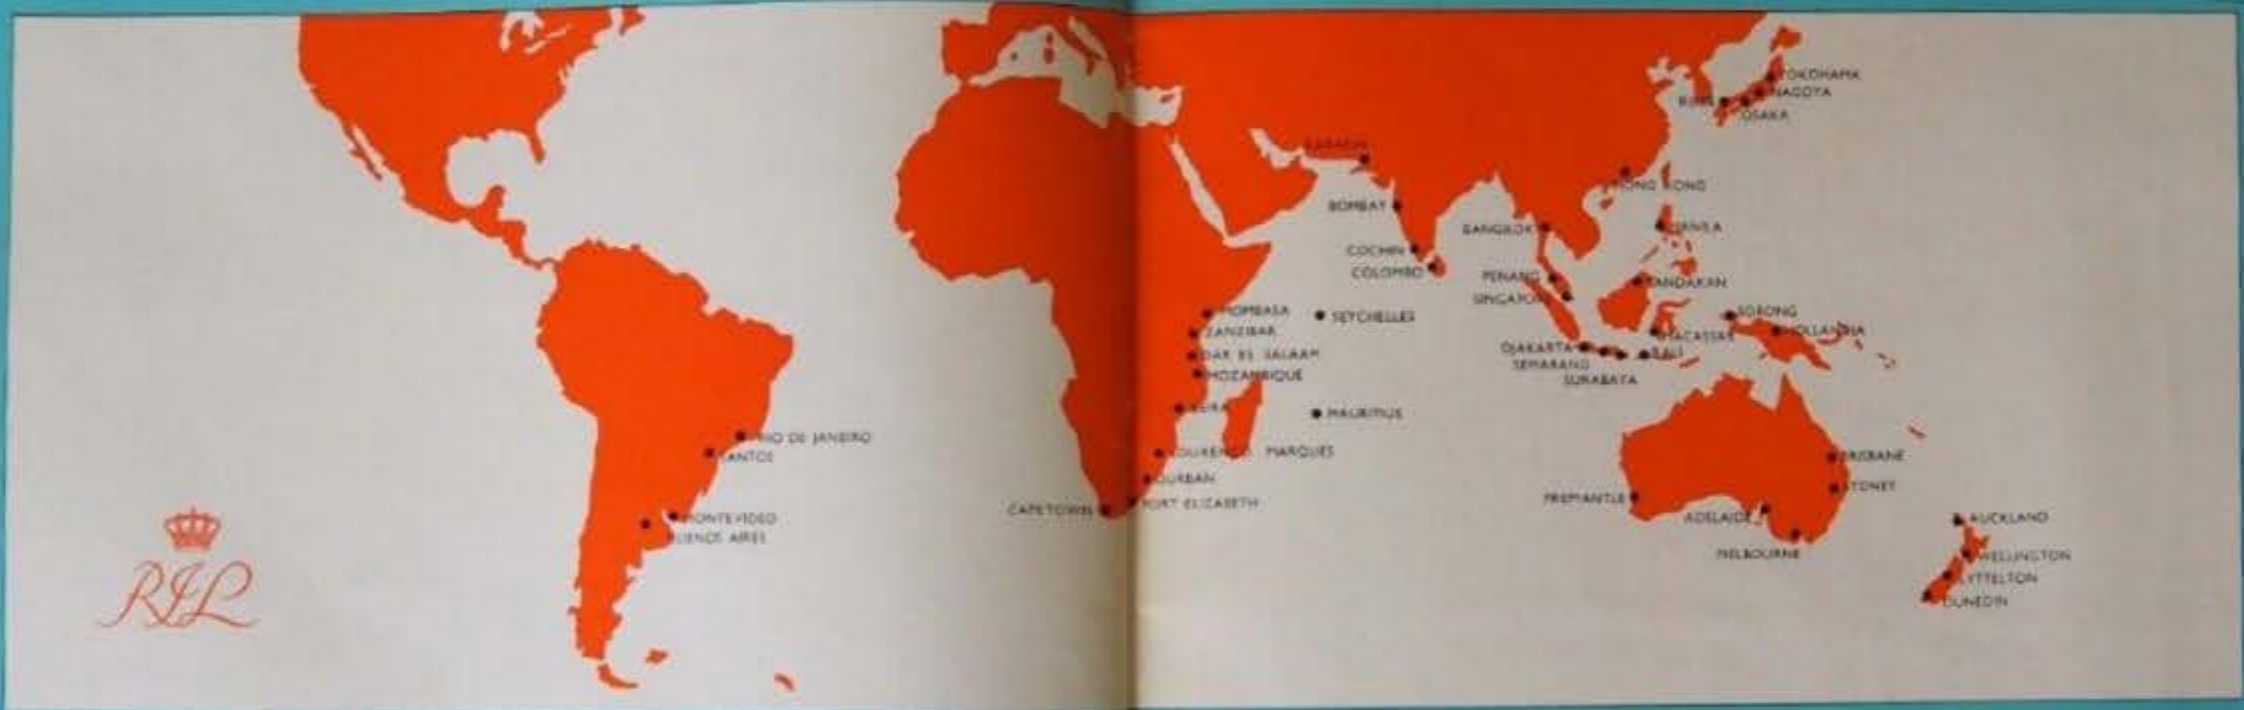 YOKOHAMA
NAGOYA
KOBE
OSAKA
KARACHI
HONG KONG
BOMBAY
BANGKOK
MANILA
COCHIN
COLOMBO
PENANG
SANDAKAN
SINGAPORE
MOMBASA
SEYCHELLES
SORONG
ZANZIBAR
MACASSAR
HOLLANDIA
DAR ES SALAAM
DJAKARTA
BALI
SEMARANG
MOZAMBIQUE
SURABAYA
BEIRA
MAURITIUS
RIO DE JANEIRO
SANTOS
LOURENCO MARQUES
BRISBANE
DURBAN
SYDNEY
CAPETOWN
PORT ELIZABETH
FREMANTLE
MONTEVIDEO
ADELAIDE
AUCKLAND
BUENOS AIRES
MELBOURNE
WELLINGTON
LYTTELTON
DUNEDIN
RIL